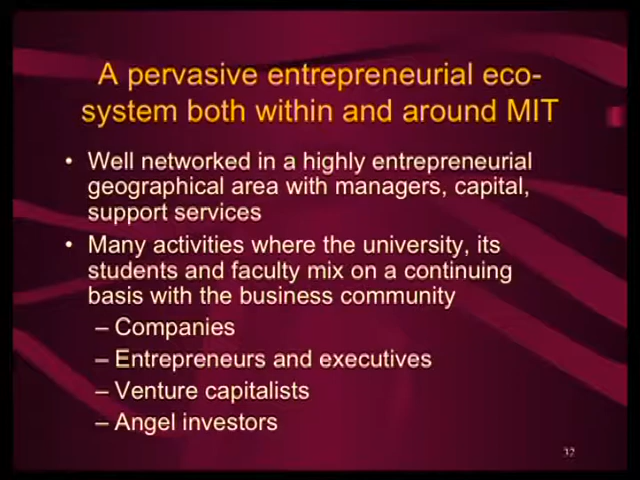 A pervasive entrepreneurial eco-
system both within and around MIT
• Well networked in a highly entrepreneurial
geographical area with managers, capital,
support services
• Many activities where the university, its
students and faculty mix on a continuing
basis with the business community
– Companies
– Entrepreneurs and executives
– Venture capitalists
– Angel investors
32